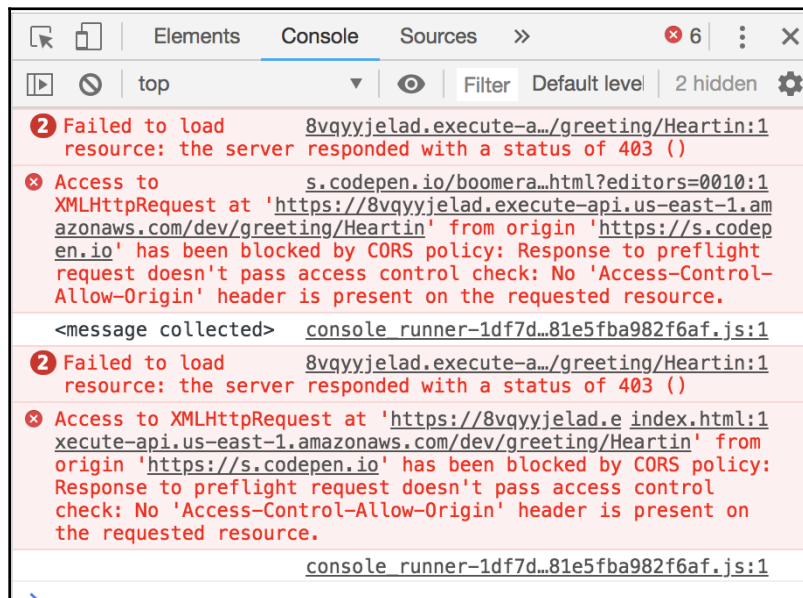 Elements Console Sources » 6
top Filter Default level 2 hidden
2 Failed to load 8vqyyjelad.execute-a…/greeting/Heartin:1
resource: the server responded with a status of 403 ()
Access to s.codepen.io/boomera…html?editors=0010:1
XMLHttpRequest at 'https://8vqyyjelad.execute-api.us-east-1.am
azonaws.com/dev/greeting/Heartin' from origin 'https://s.codep
en.io' has been blocked by CORS policy: Response to preflight
request doesn't pass access control check: No 'Access-Control-
Allow-Origin' header is present on the requested resource.
<message collected> console_runner-1df7d…81e5fba982f6af.js:1
2 Failed to load 8vqyyjelad.execute-a…/greeting/Heartin:1
resource: the server responded with a status of 403 ()
Access to XMLHttpRequest at 'https://8vqyyjelad.e index.html:1
xecute-api.us-east-1.amazonaws.com/dev/greeting/Heartin' from
origin 'https://s.codepen.io' has been blocked by CORS policy:
Response to preflight request doesn't pass access control
check: No 'Access-Control-Allow-Origin' header is present on
the requested resource.
console_runner-1df7d…81e5fba982f6af.js:1